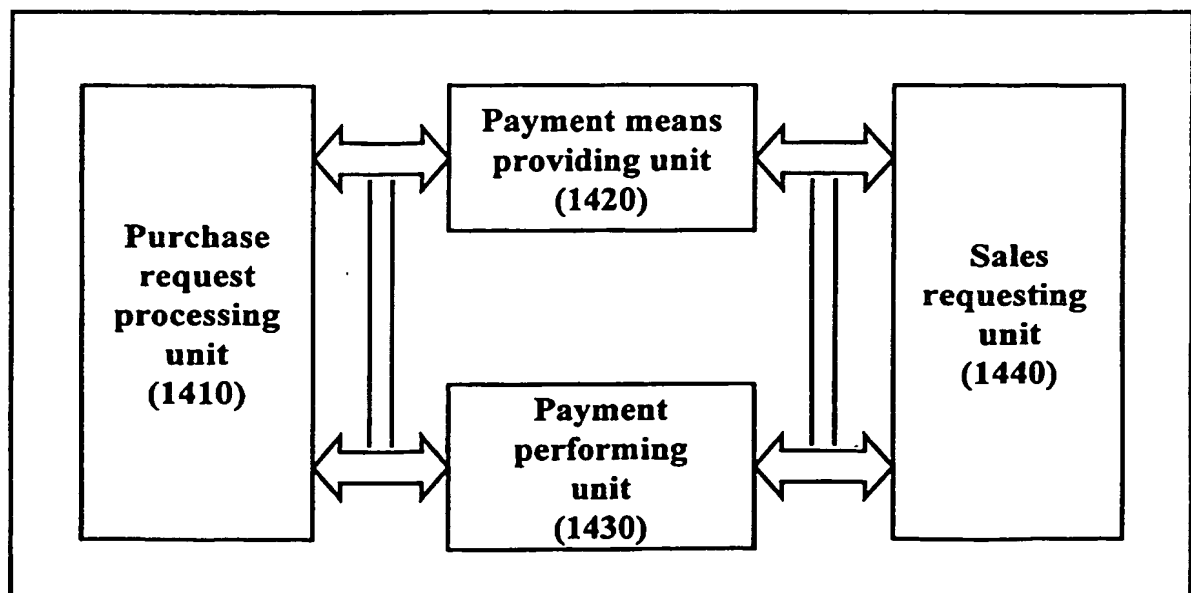 Purchase
request
processing
unit
(1410)
Payment means
providing unit
(1420)
Payment
performing
unit
(1430)
Sales
requesting
unit
(1440)